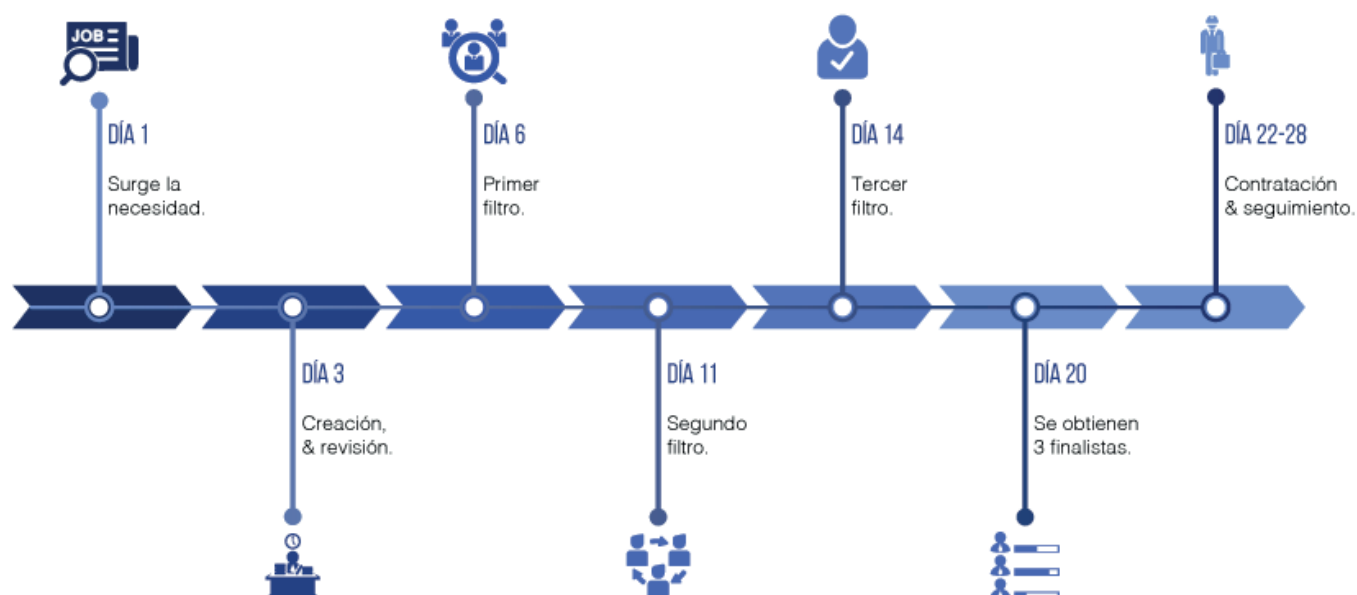 JOB
DÍA 1
Surge la
necesidad.
DÍA 6
Primer
filtro.
DÍA 14
Tercer
filtro.
DÍA 22-28
Contratación
& seguimiento.
DÍA 3
Creación,
& revisión.
DÍA 11
Segundo
filtro.
DÍA 20
Se obtienen
3 finalistas.